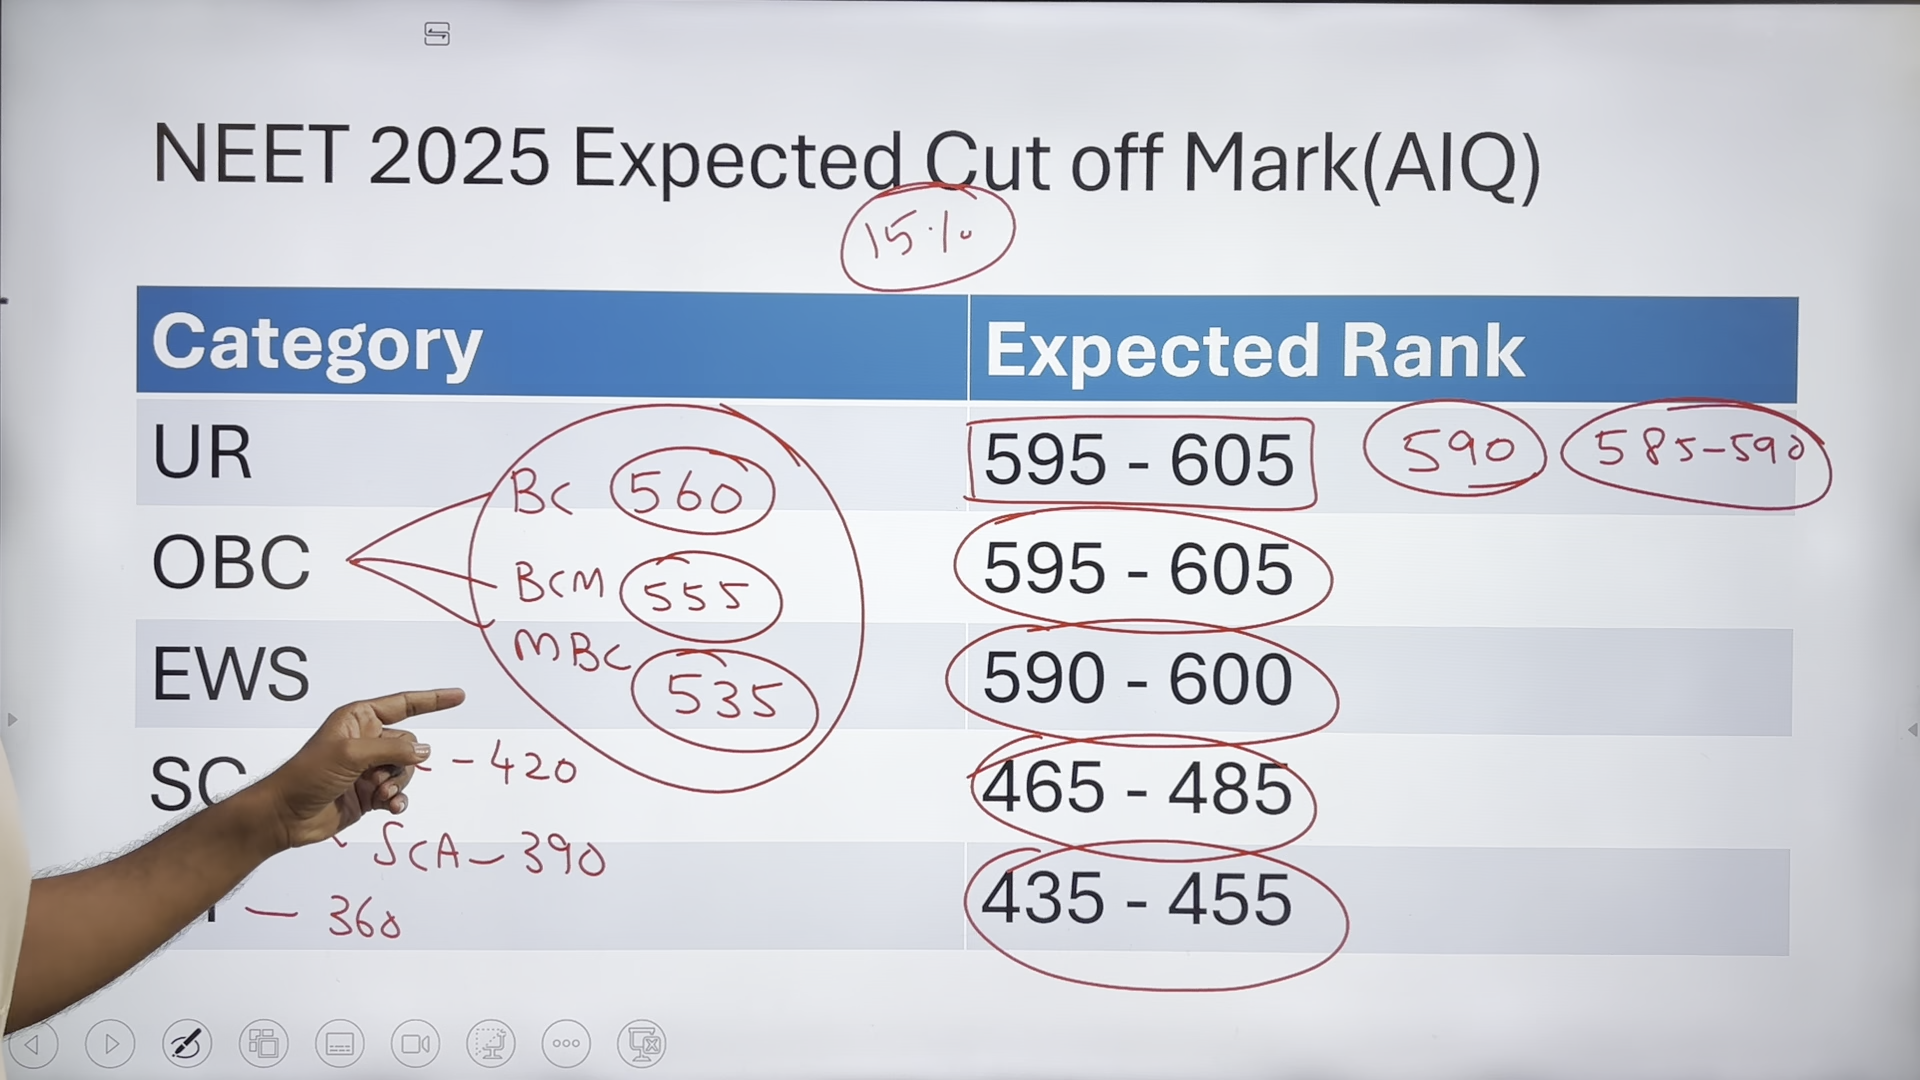 NEET 2025 Expected Cut off Mark(AIQ)
15%
Category Expected Rank
UR 595 - 605 590 585-590
BC 560
OBC 595 - 605
BCM 555
MBC 535
EWS 590 - 600
SC - 420 465 - 485
SCA - 390
— 360 435 - 455